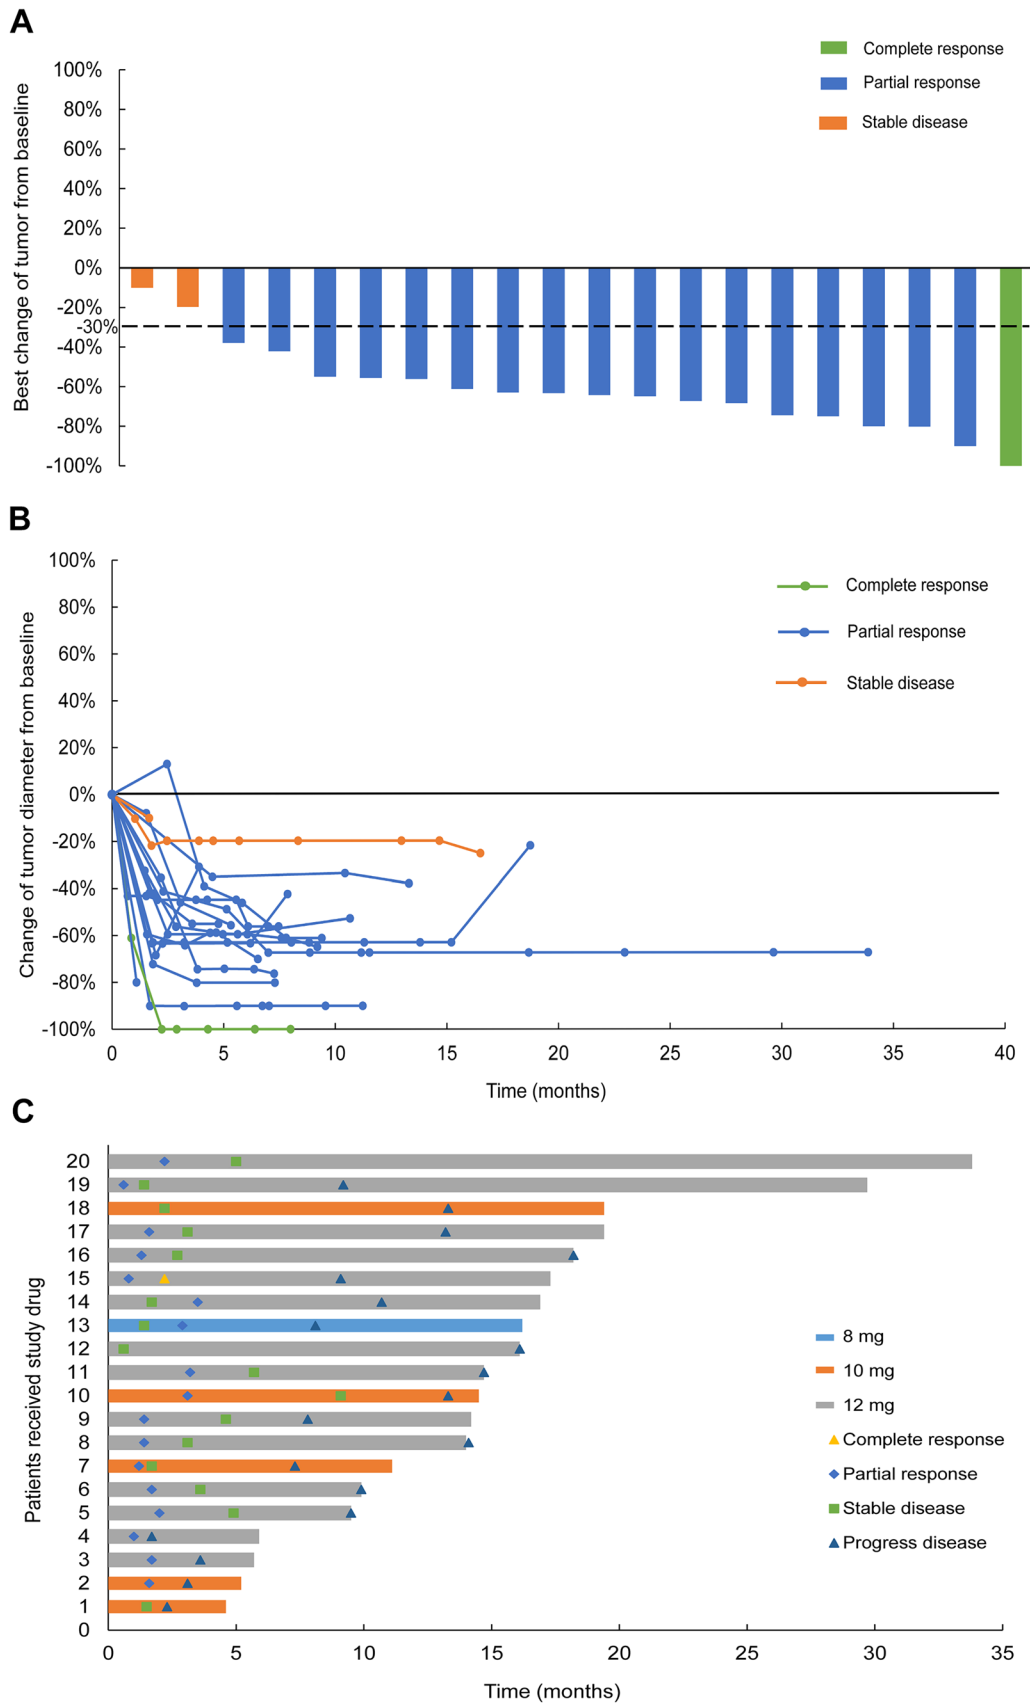 A
Complete response
Partial response
Stable disease
Best change of tumor from baseline
100%
80%
60%
40%
20%
0%
-20%
-30%
-40%
-60%
-80%
-100%
B
Complete response
Partial response
Stable disease
Change of tumor diameter from baseline
100%
80%
60%
40%
20%
0%
-20%
-40%
-60%
-80%
-100%
0 5 10 15 20 25 30 35 40
Time (months)
C
Patients received study drug
20
19
18
17
16
15
14
13
12
11
10
9
8
7
6
5
4
3
2
1
0
8 mg
10 mg
12 mg
Complete response
Partial response
Stable disease
Progress disease
0 5 10 15 20 25 30 35
Time (months)